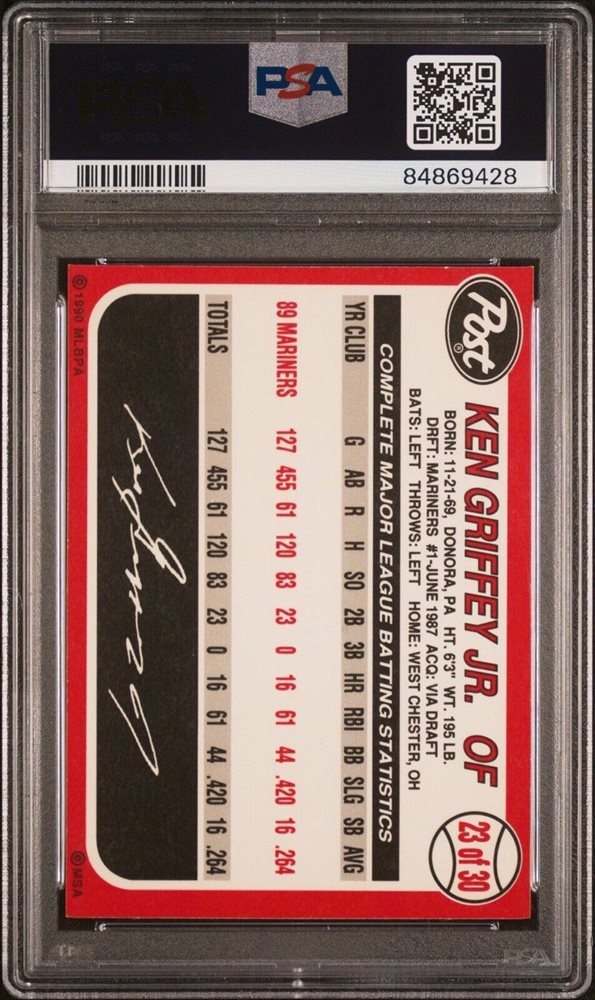 PSA
84869428
Post®
KEN GRIFFEY JR. OF
23 of 30
BORN: 11-21-69, DONORA, PA HT. 6'3" WT. 195 LB.
DRFT: MARINERS #1-JUNE 1987 ACQ: VIA DRAFT
BATS: LEFT THROWS: LEFT HOME: WEST CHESTER, OH
COMPLETE MAJOR LEAGUE BATTING STATISTICS
YR CLUB G AB R H SO 2B 3B HR RBI BB SLG SB AVG
89 MARINERS 127 455 61 120 83 23 0 16 61 44 .420 16 .264
TOTALS 127 455 61 120 83 23 0 16 61 44 .420 16 .264
© 1990 MLBPA
© MSA
PSA